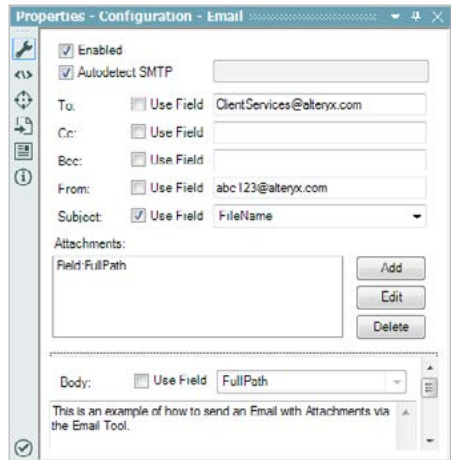 Properties - Configuration - Email
Enabled
Autodetect SMTP
To: Use Field ClientServices@alteryx.com
Cc: Use Field
Bcc: Use Field
From: Use Field abc123@alteryx.com
Subject: Use Field FileName
Attachments:
Field:FullPath
Add
Edit
Delete
Body: Use Field FullPath
This is an example of how to send an Email with Attachments via
the Email Tool.